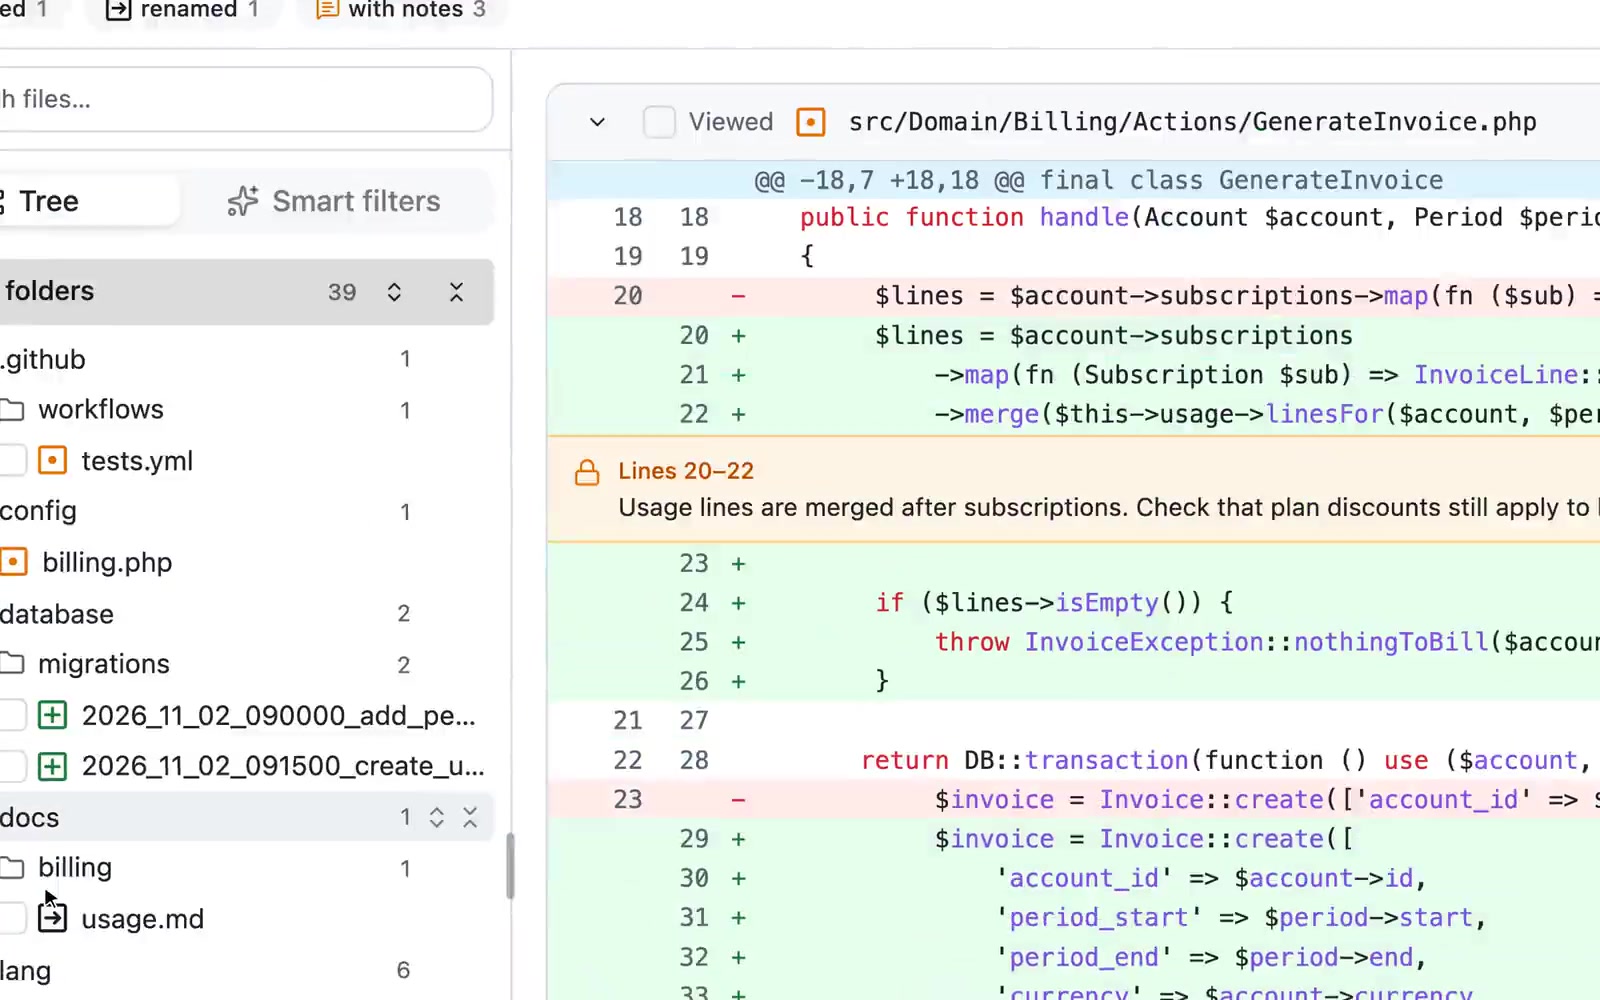 ed 1 renamed 1 with notes 3
h files...
Tree Smart filters
folders 39
.github 1
workflows 1
tests.yml
config 1
billing.php
database 2
migrations 2
2026_11_02_090000_add_pe...
2026_11_02_091500_create_u...
docs 1
billing 1
usage.md
lang 6
Viewed src/Domain/Billing/Actions/GenerateInvoice.php
@@ -18,7 +18,18 @@ final class GenerateInvoice
18 18 public function handle(Account $account, Period $perio
19 19 {
20 - $lines = $account->subscriptions->map(fn ($sub) =
20 + $lines = $account->subscriptions
21 + ->map(fn (Subscription $sub) => InvoiceLine::
22 + ->merge($this->usage->linesFor($account, $per
Lines 20–22
Usage lines are merged after subscriptions. Check that plan discounts still apply to
23 +
24 + if ($lines->isEmpty()) {
25 + throw InvoiceException::nothingToBill($accoun
26 + }
21 27
22 28 return DB::transaction(function () use ($account,
23 - $invoice = Invoice::create(['account_id' => $
29 + $invoice = Invoice::create([
30 + 'account_id' => $account->id,
31 + 'period_start' => $period->start,
32 + 'period_end' => $period->end,
33 + 'currency' => $account->currency